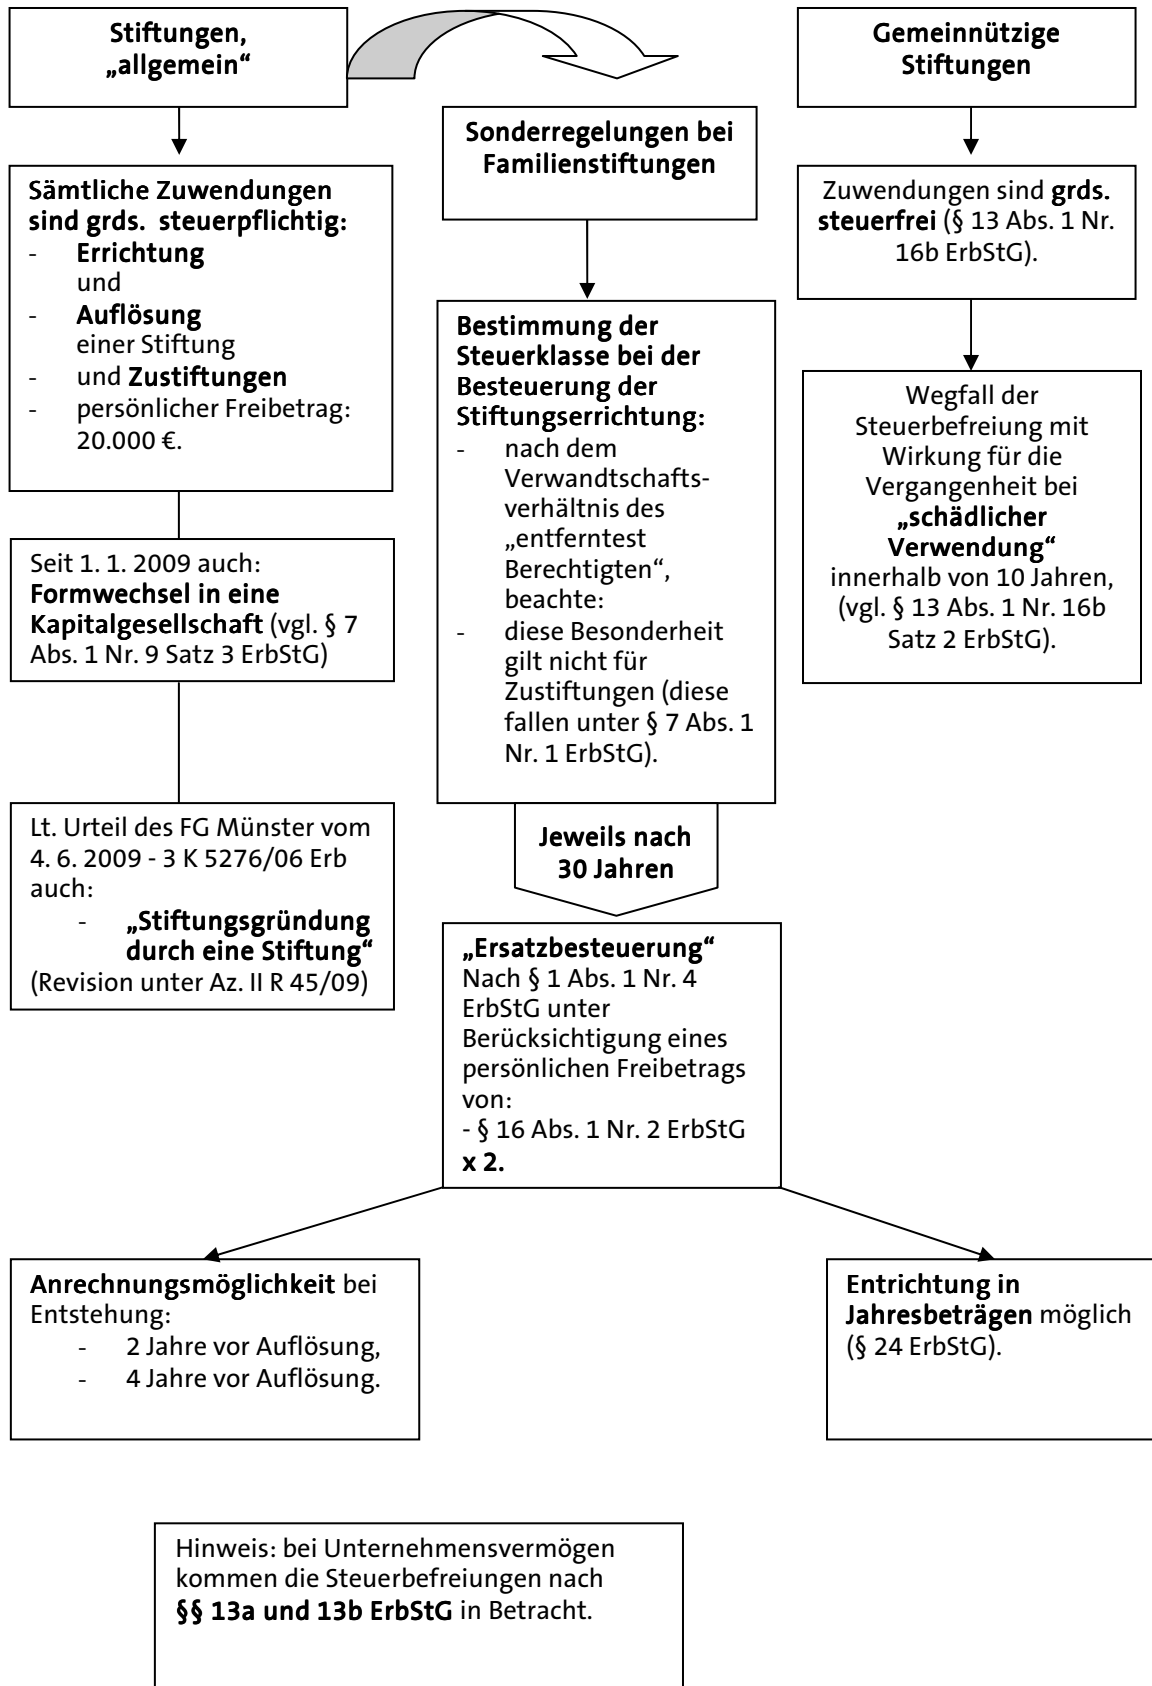 Stiftungen,
„allgemein“
Sämtliche Zuwendungen
sind grds. steuerpflichtig:
- Errichtung
und
- Auflösung
einer Stiftung
- und Zustiftungen
- persönlicher Freibetrag:
20.000 €.
Seit 1. 1. 2009 auch:
Formwechsel in eine
Kapitalgesellschaft (vgl. § 7
Abs. 1 Nr. 9 Satz 3 ErbStG)
Lt. Urteil des FG Münster vom
4. 6. 2009 - 3 K 5276/06 Erb
auch:
- „Stiftungsgründung
durch eine Stiftung“
(Revision unter Az. II R 45/09)
Sonderregelungen bei
Familienstiftungen
Bestimmung der
Steuerklasse bei der
Besteuerung der
Stiftungserrichtung:
- nach dem
Verwandtschafts-
verhältnis des
„entferntest
Berechtigten“,
beachte:
- diese Besonderheit
gilt nicht für
Zustiftungen (diese
fallen unter § 7 Abs. 1
Nr. 1 ErbStG).
Jeweils nach
30 Jahren
„Ersatzbesteuerung“
Nach § 1 Abs. 1 Nr. 4
ErbStG unter
Berücksichtigung eines
persönlichen Freibetrags
von:
- § 16 Abs. 1 Nr. 2 ErbStG
x 2.
Gemeinnützige
Stiftungen
Zuwendungen sind grds.
steuerfrei (§ 13 Abs. 1 Nr.
16b ErbStG).
Wegfall der
Steuerbefreiung mit
Wirkung für die
Vergangenheit bei
„schädlicher
Verwendung“
innerhalb von 10 Jahren,
(vgl. § 13 Abs. 1 Nr. 16b
Satz 2 ErbStG).
Anrechnungsmöglichkeit bei
Entstehung:
- 2 Jahre vor Auflösung,
- 4 Jahre vor Auflösung.
Entrichtung in
Jahresbeträgen möglich
(§ 24 ErbStG).
Hinweis: bei Unternehmensvermögen
kommen die Steuerbefreiungen nach
§§ 13a und 13b ErbStG in Betracht.